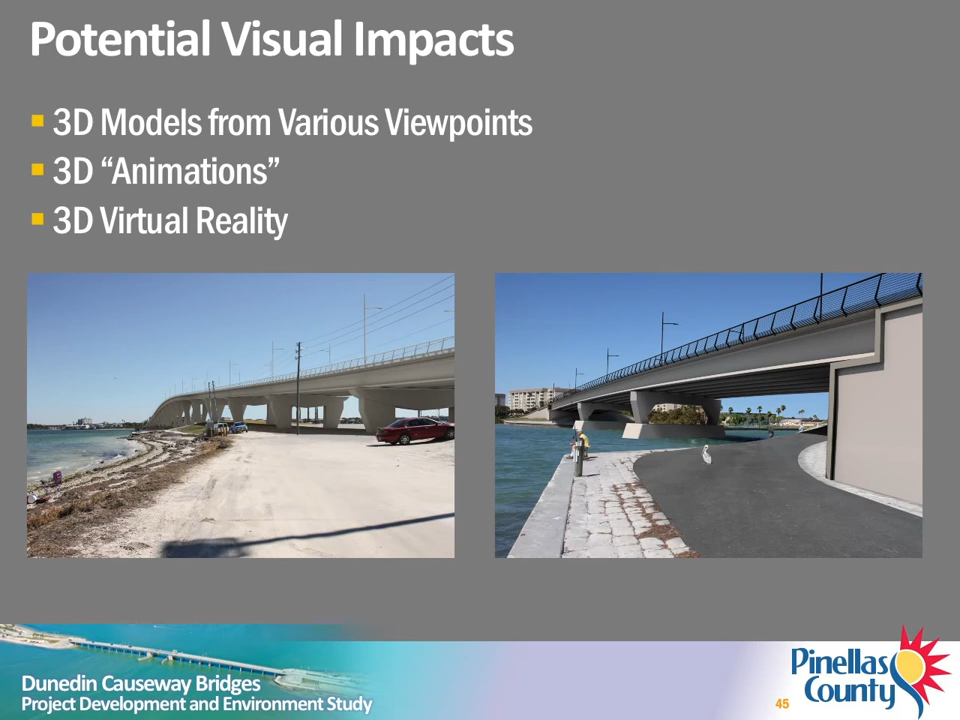 Potential Visual Impacts
3D Models from Various Viewpoints
3D “Animations”
3D Virtual Reality
Dunedin Causeway Bridges
Project Development and Environment Study
45
Pinellas
County